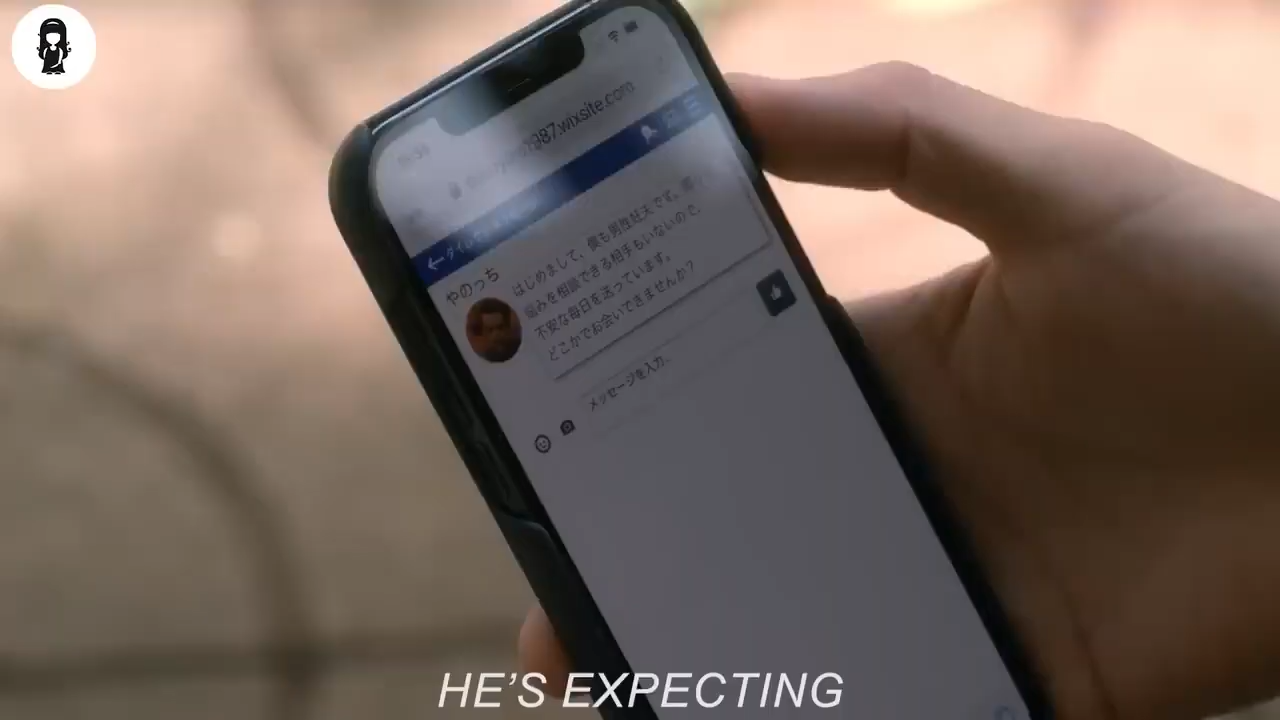 987.wixsite.com
やのっち
はじめまして、僕も男性妊夫です。
悩みを相談できる相手もいないので、
不安な毎日を送っています。
どこかでお会いできませんか?
メッセージを入力.
HE'S EXPECTING